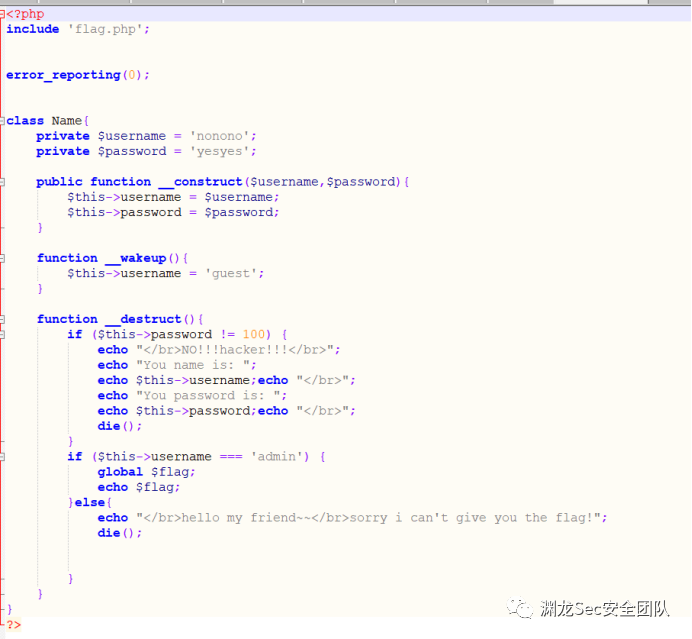 <?php
include 'flag.php';
error_reporting(0);
class Name{
private $username = 'nonono';
private $password = 'yesyes';
public function __construct($username,$password){
$this->username = $username;
$this->password = $password;
}
function __wakeup(){
$this->username = 'guest';
}
function __destruct(){
if ($this->password != 100) {
echo "</br>NO!!!hacker!!!</br>";
echo "You name is: ";
echo $this->username;echo "</br>";
echo "You password is: ";
echo $this->password;echo "</br>";
die();
}
if ($this->username === 'admin') {
global $flag;
echo $flag;
}else{
echo "</br>hello my friend~~</br>sorry i can't give you the flag!";
die();
}
}
}
?>
渊龙Sec安全团队